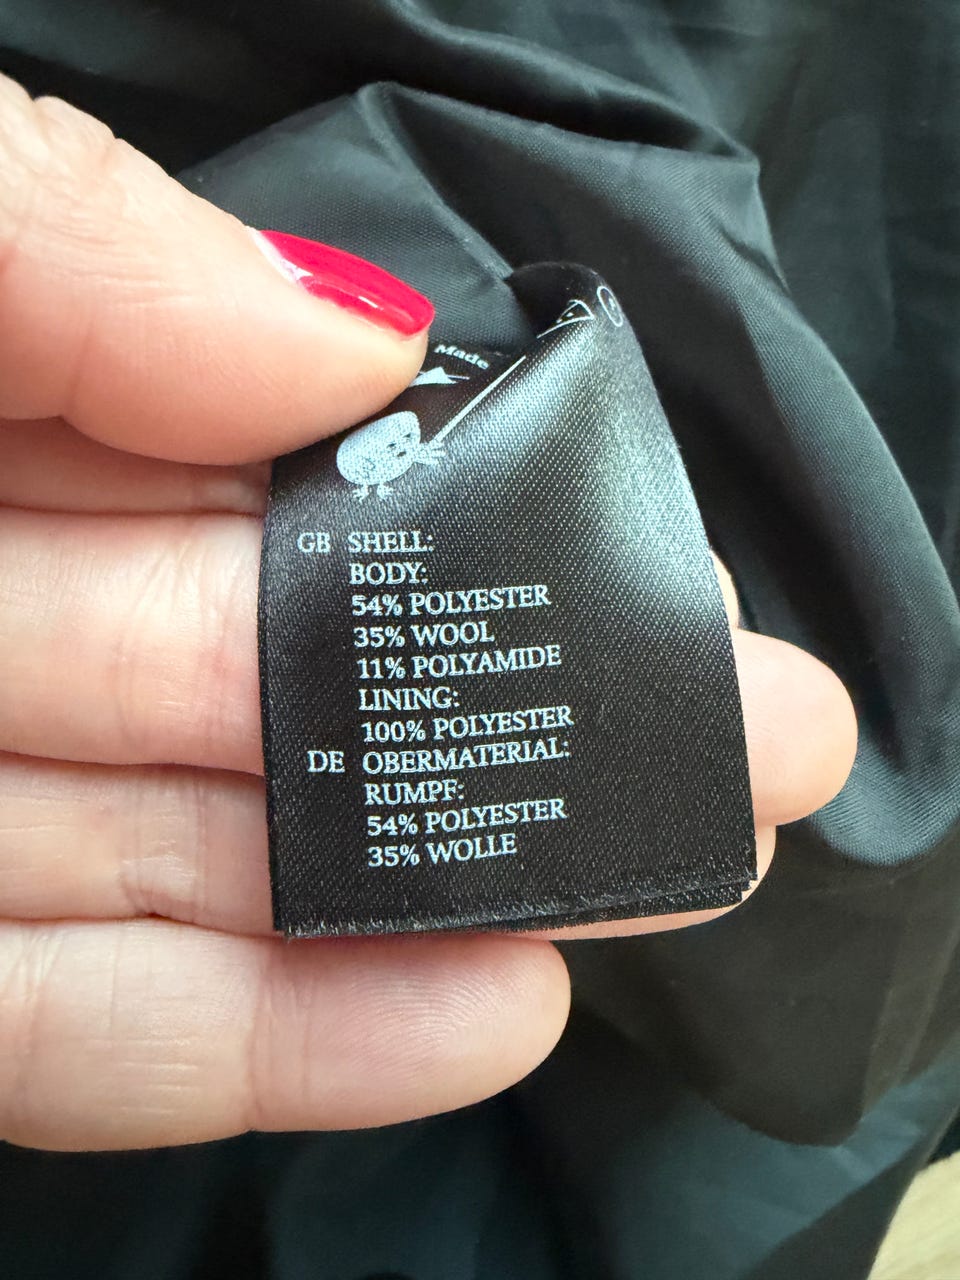 Made
GB SHELL:
BODY:
54% POLYESTER
35% WOOL
11% POLYAMIDE
LINING:
100% POLYESTER
DE OBERMATERIAL:
RUMPF:
54% POLYESTER
35% WOLLE